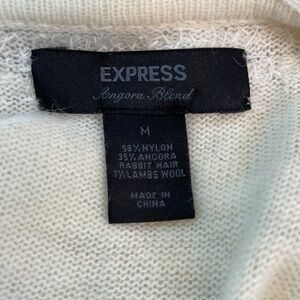 EXPRESS
Angora Blend
M
58% NYLON
35% ANGORA
RABBIT HAIR
7% LAMBS WOOL
MADE IN
CHINA